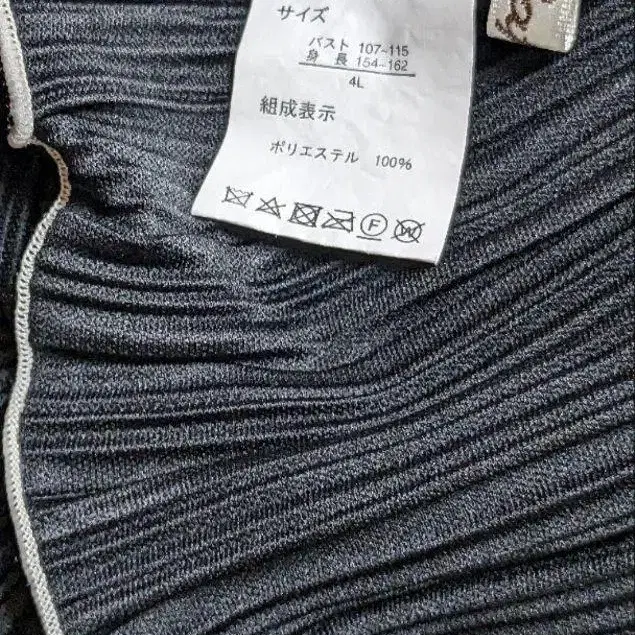 サイズ
バスト 107~115
身 長 154~162
4L
組成表示
ポリエステル 100%
F
W